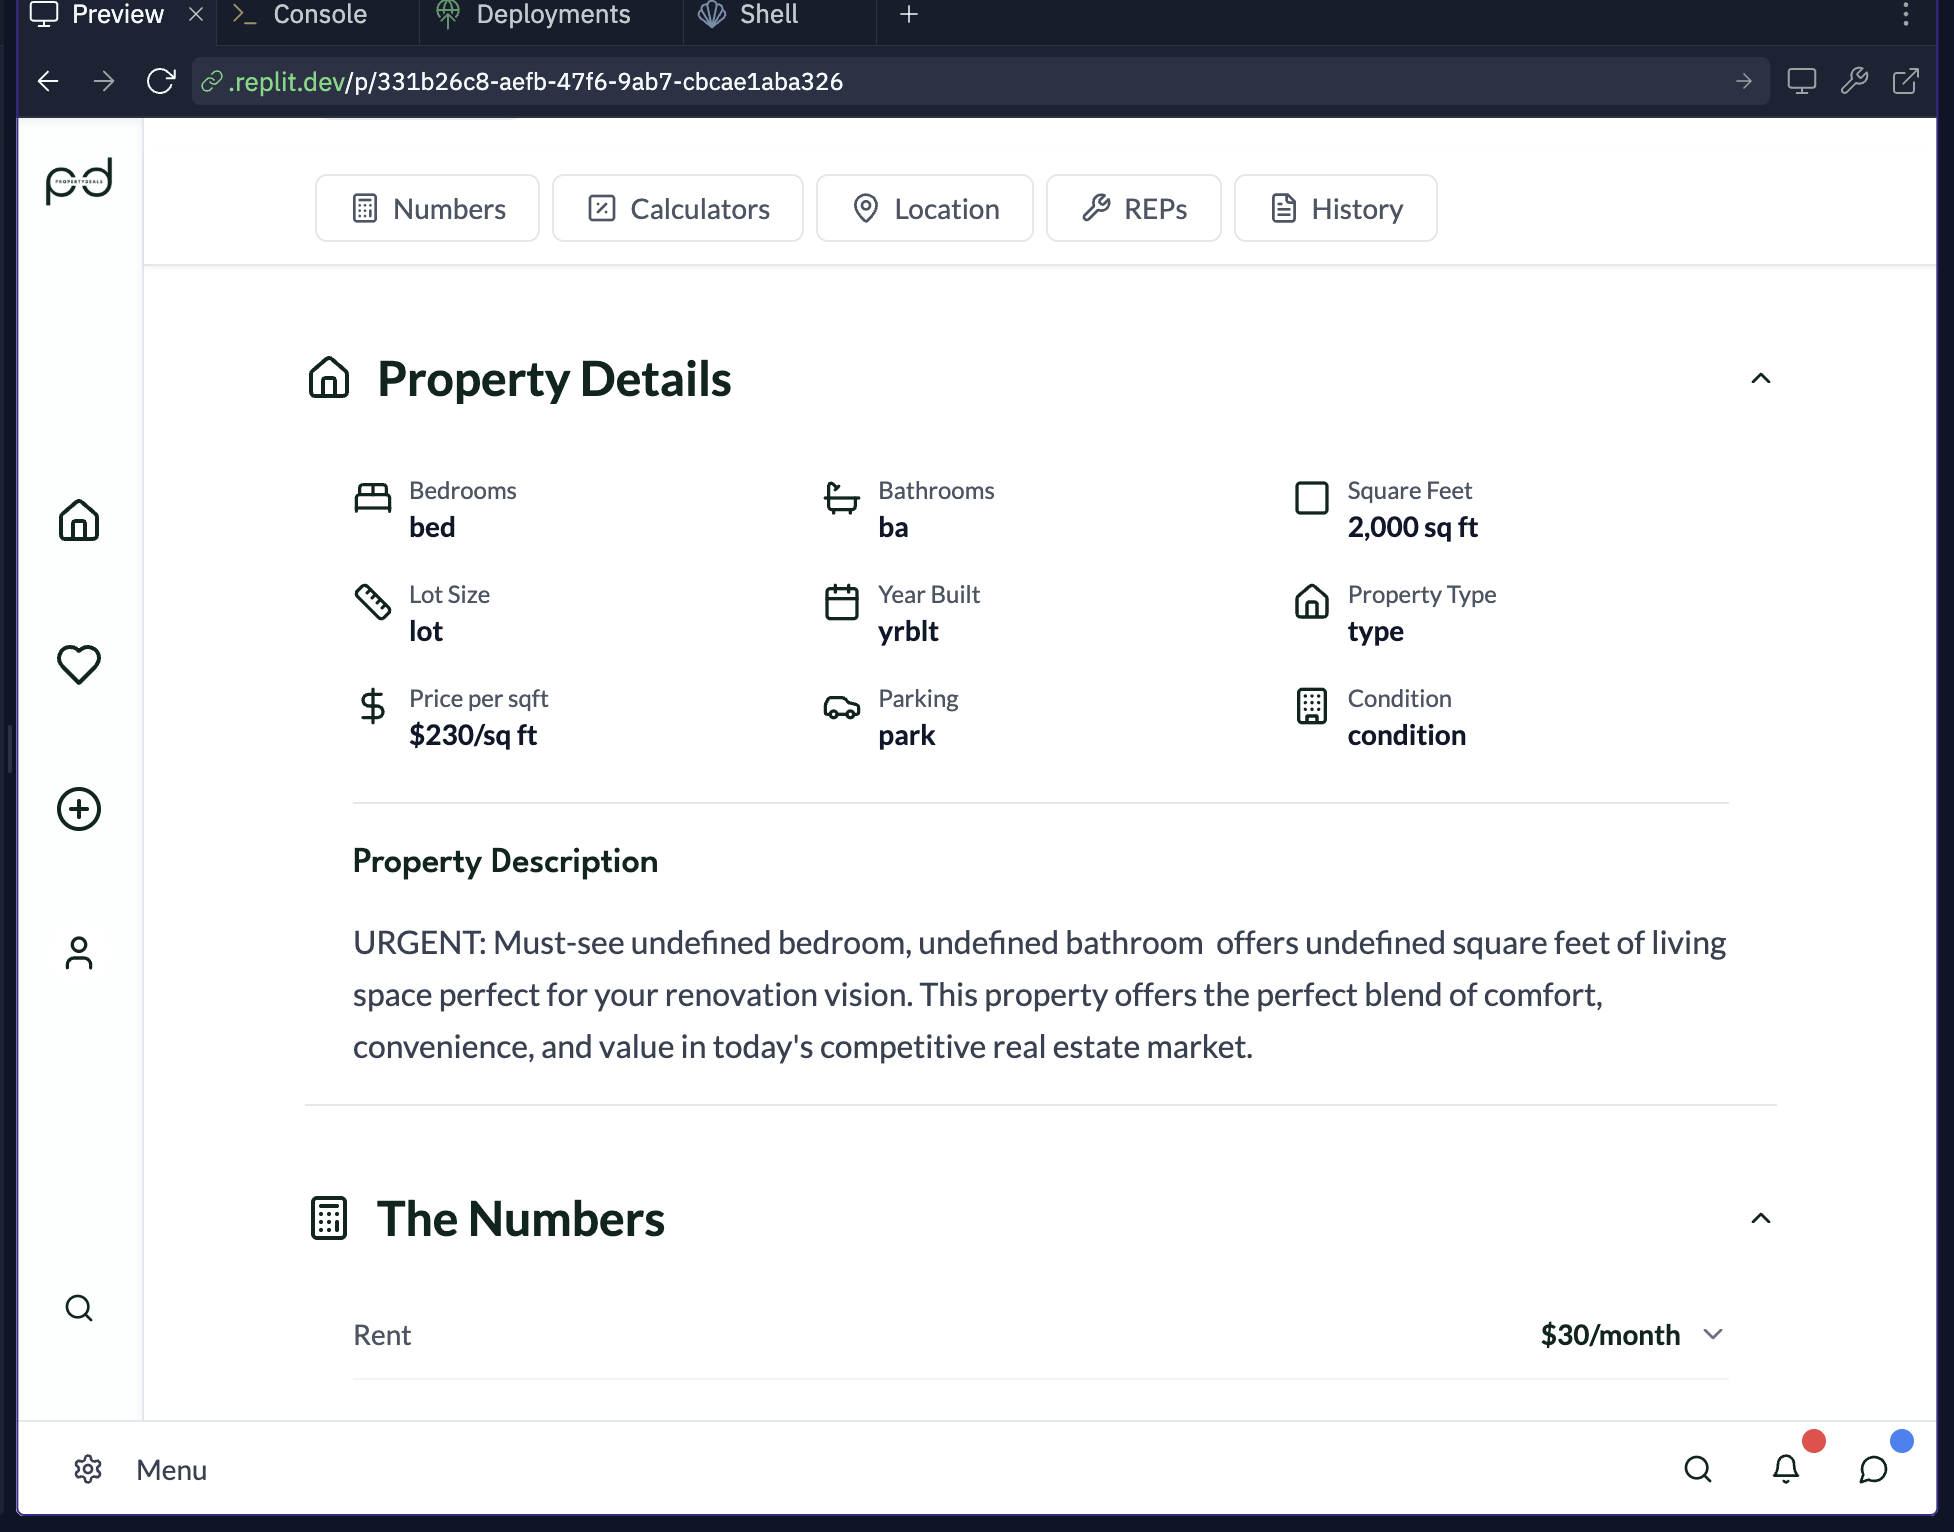 Preview
Console
Deployments
Shell
.replit.dev/p/331b26c8-aefb-47f6-9ab7-cbcae1aba326
pd
PROPERTYDEALS
Numbers
Calculators
Location
REPs
History
Property Details
Bedrooms
bed
Bathrooms
ba
Square Feet
2,000 sq ft
Lot Size
lot
Year Built
yrblt
Property Type
type
Price per sqft
$230/sq ft
Parking
park
Condition
condition
Property Description
URGENT: Must-see undefined bedroom, undefined bathroom  offers undefined square feet of living
space perfect for your renovation vision. This property offers the perfect blend of comfort,
convenience, and value in today's competitive real estate market.
The Numbers
Rent
$30/month
Menu